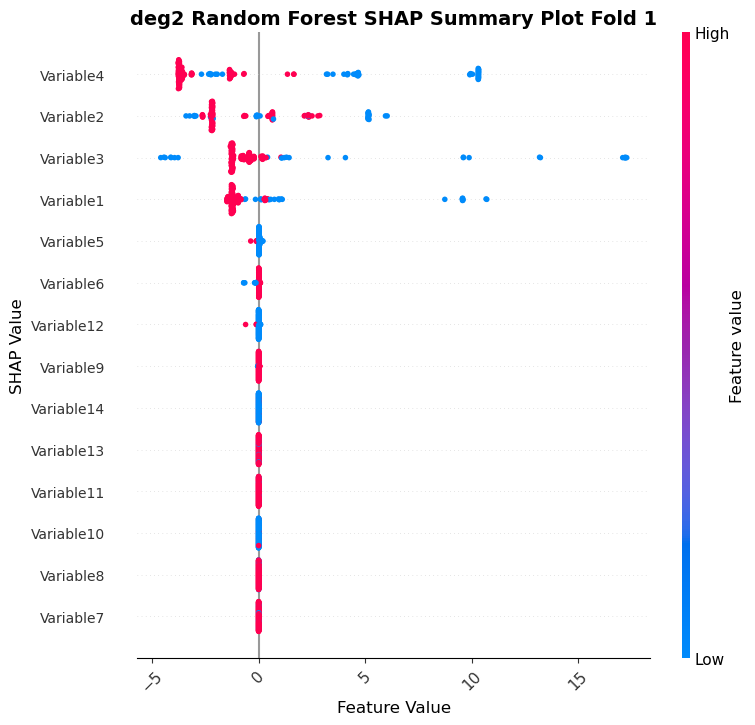 deg2 Random Forest SHAP Summary Plot Fold 1
High
Variable4
Variable2
Variable3
Variable1
Variable5
Variable6
Variable12
Variable9
Variable14
Variable13
Variable11
Variable10
Variable8
Variable7
SHAP Value
Feature value
Low
−5
0
5
10
15
Feature Value